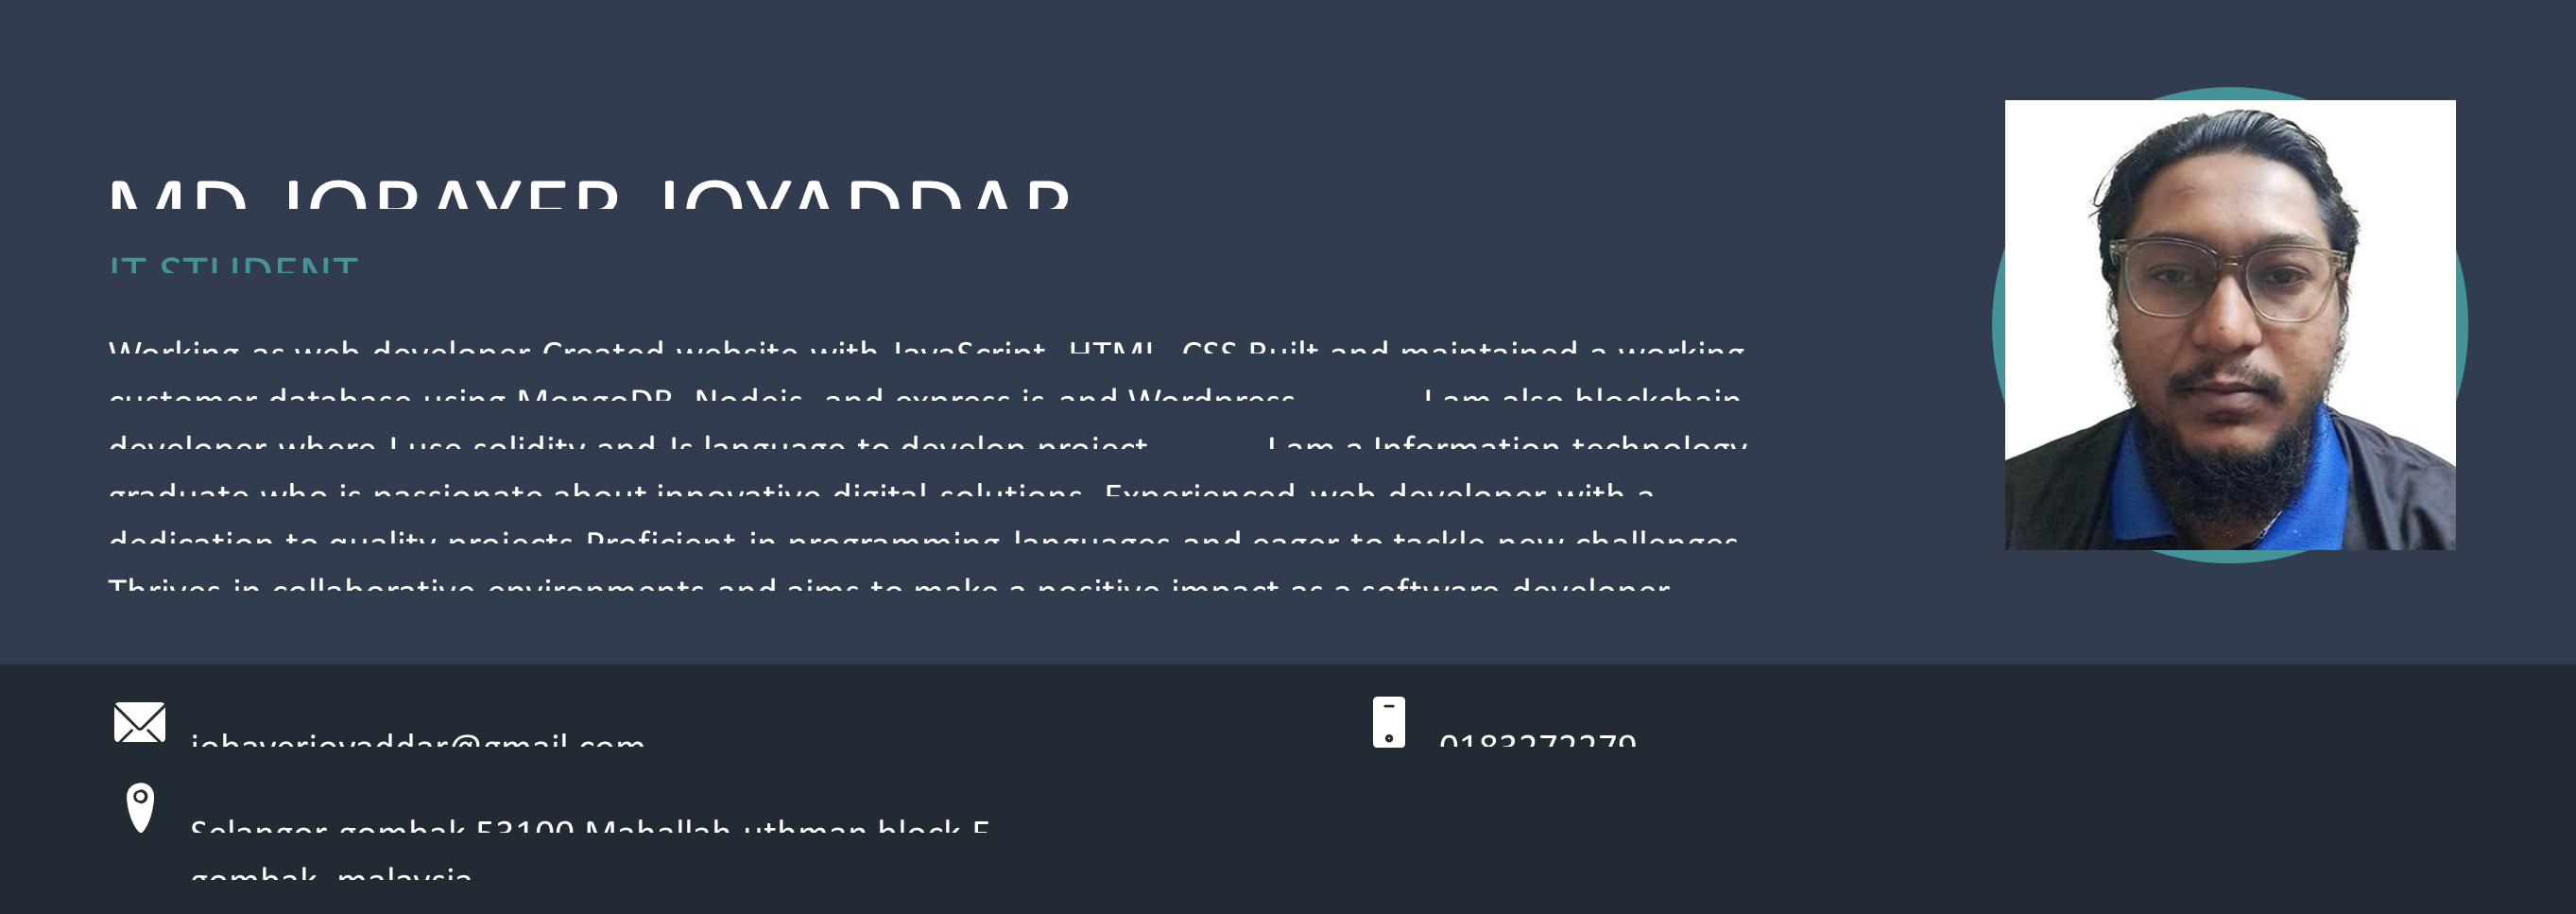 MD JOBAYER JOYADDAR
IT STUDENT
Working as web developer Created website with JavaScript, HTML, CSS Built and maintained a working
customer database using MongoDB, Nodejs, and express js and Wordpress. I am also blockchain
developer where I use solidity and Js language to develop project. I am a Information technology
graduate who is passionate about innovative digital solutions. Experienced web developer with a
dedication to quality projects Proficient in programming languages and eager to tackle new challenges.
Thrives in collaborative environments and aims to make a positive impact as a software developer.
jobayerjoyaddar@gmail.com
Selangor gombak 53100 Mahallah uthman block
gombak, malaysia